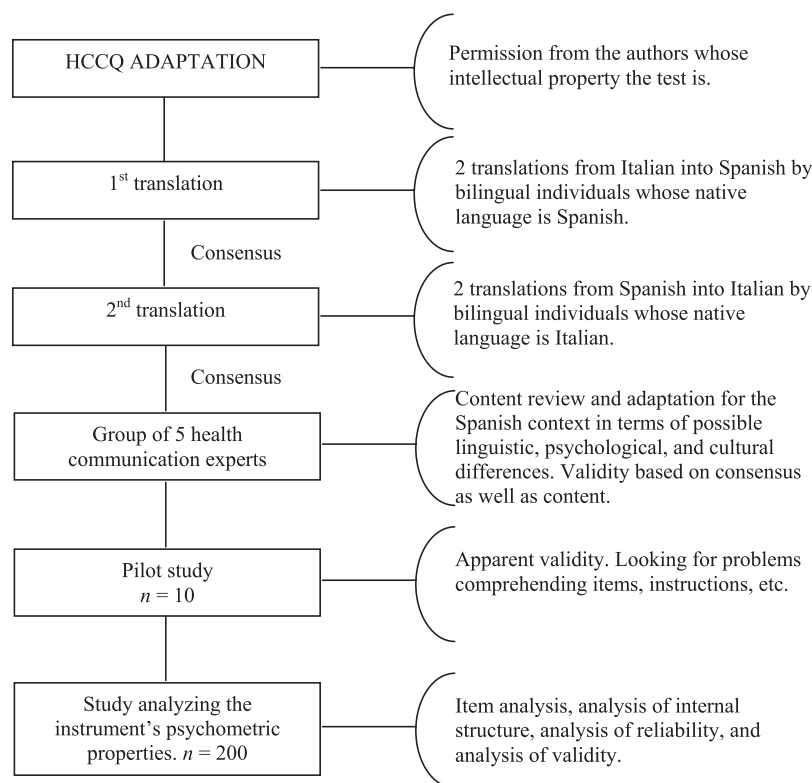 HCCQ ADAPTATION
Permission from the authors whose
intellectual property the test is.
1st translation
2 translations from Italian into Spanish by
bilingual individuals whose native
language is Spanish.
Consensus
2nd translation
2 translations from Spanish into Italian by
bilingual individuals whose native
language is Italian.
Consensus
Group of 5 health
communication experts
Content review and adaptation for the
Spanish context in terms of possible
linguistic, psychological, and cultural
differences. Validity based on consensus
as well as content.
Pilot study
n = 10
Apparent validity. Looking for problems
comprehending items, instructions, etc.
Study analyzing the
instrument's psychometric
properties. n = 200
Item analysis, analysis of internal
structure, analysis of reliability, and
analysis of validity.